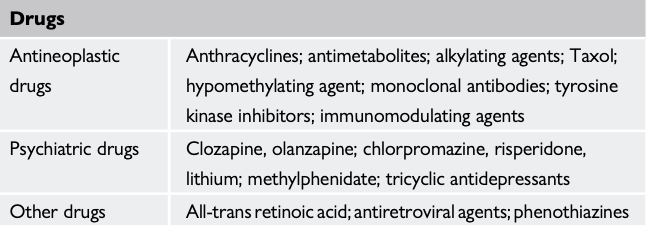 Drugs
Antineoplastic drugs
Anthracyclines; antimetabolites; alkylating agents; Taxol;
hypomethylating agent; monoclonal antibodies; tyrosine
kinase inhibitors; immunomodulating agents
Psychiatric drugs
Clozapine, olanzapine; chlorpromazine, risperidone,
lithium; methylphenidate; tricyclic antidepressants
Other drugs
All-trans retinoic acid; antiretroviral agents; phenothiazines